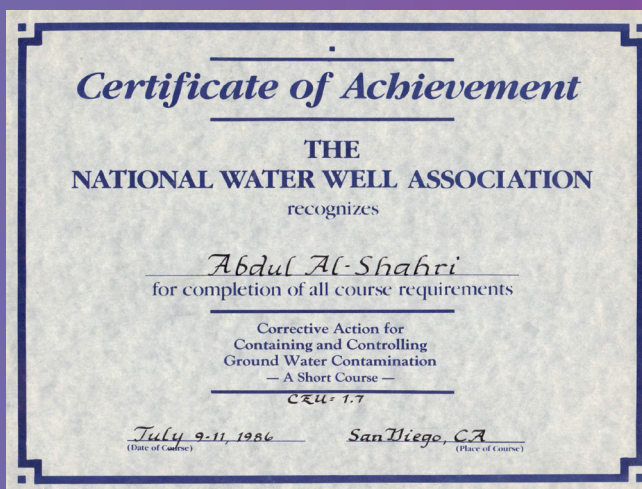 Certificate of Achievement
THE
NATIONAL WATER WELL ASSOCIATION
recognizes
Abdul Al-Shahri
for completion of all course requirements
Corrective Action for
Containing and Controlling
Ground Water Contamination
— A Short Course —
CEU= 1.7
July 9-11, 1986 San Diego, CA
(Date of Course) (Place of Course)